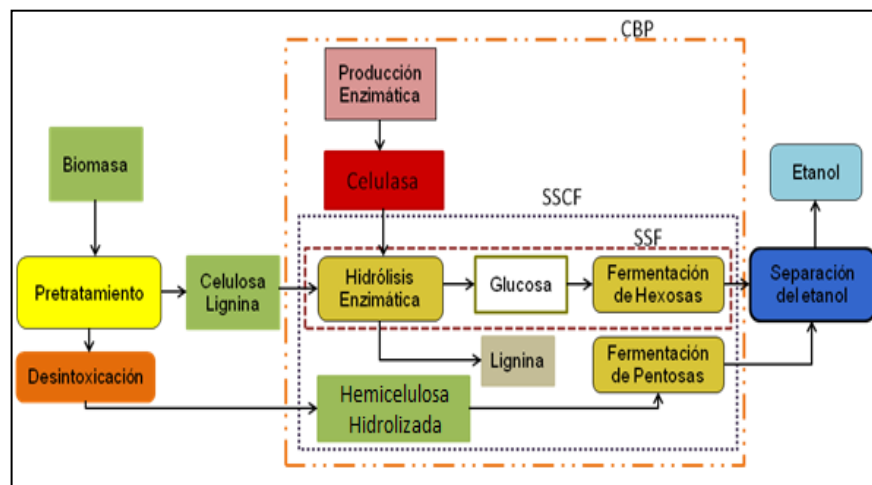 CBP
Producción
Enzimática
Biomasa
Celulasa
Etanol
SSCF
SSF
Pretratamiento
Celulosa
Lignina
Hidrólisis
Enzimática
Glucosa
Fermentación
de Hexosas
Separación
del etanol
Desintoxicación
Lignina
Fermentación
de Pentosas
Hemicelulosa
Hidrolizada